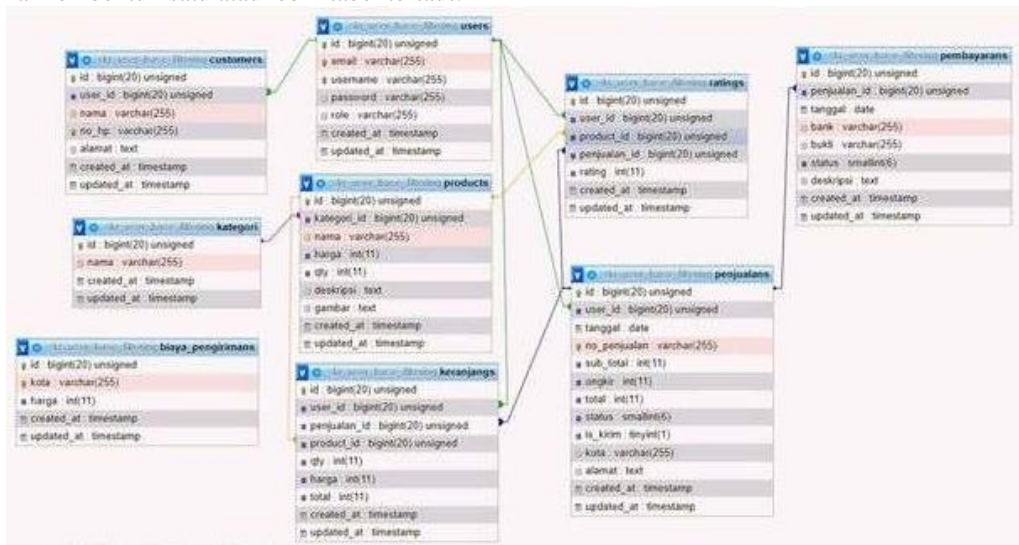 customers
id : bigint(20) unsigned
user_id : bigint(20) unsigned
nama : varchar(255)
no_hp : varchar(255)
alamat : text
created_at : timestamp
updated_at : timestamp
users
id : bigint(20) unsigned
email : varchar(255)
username : varchar(255)
password : varchar(255)
role : varchar(255)
created_at : timestamp
updated_at : timestamp
ratings
id : bigint(20) unsigned
user_id : bigint(20) unsigned
product_id : bigint(20) unsigned
penjualan_id : bigint(20) unsigned
rating : int(11)
created_at : timestamp
updated_at : timestamp
pembayarans
id : bigint(20) unsigned
penjualan_id : bigint(20) unsigned
tanggal : date
bank : varchar(255)
bukti : varchar(255)
status : smallint(6)
deskripsi : text
created_at : timestamp
updated_at : timestamp
kategori
id : bigint(20) unsigned
nama : varchar(255)
created_at : timestamp
updated_at : timestamp
products
id : bigint(20) unsigned
kategori_id : bigint(20) unsigned
nama : varchar(255)
harga : int(11)
qty : int(11)
deskripsi : text
gambar : text
created_at : timestamp
updated_at : timestamp
biaya_pengirimans
id : bigint(20) unsigned
kota : varchar(255)
harga : int(11)
created_at : timestamp
updated_at : timestamp
keranjangs
id : bigint(20) unsigned
user_id : bigint(20) unsigned
penjualan_id : bigint(20) unsigned
product_id : bigint(20) unsigned
qty : int(11)
harga : int(11)
total : int(11)
created_at : timestamp
updated_at : timestamp
penjualans
id : bigint(20) unsigned
user_id : bigint(20) unsigned
tanggal : date
no_penjualan : varchar(255)
sub_total : int(11)
ongkir : int(11)
total : int(11)
status : smallint(6)
is_kirim : tinyint(1)
kota : varchar(255)
alamat : text
created_at : timestamp
updated_at : timestamp